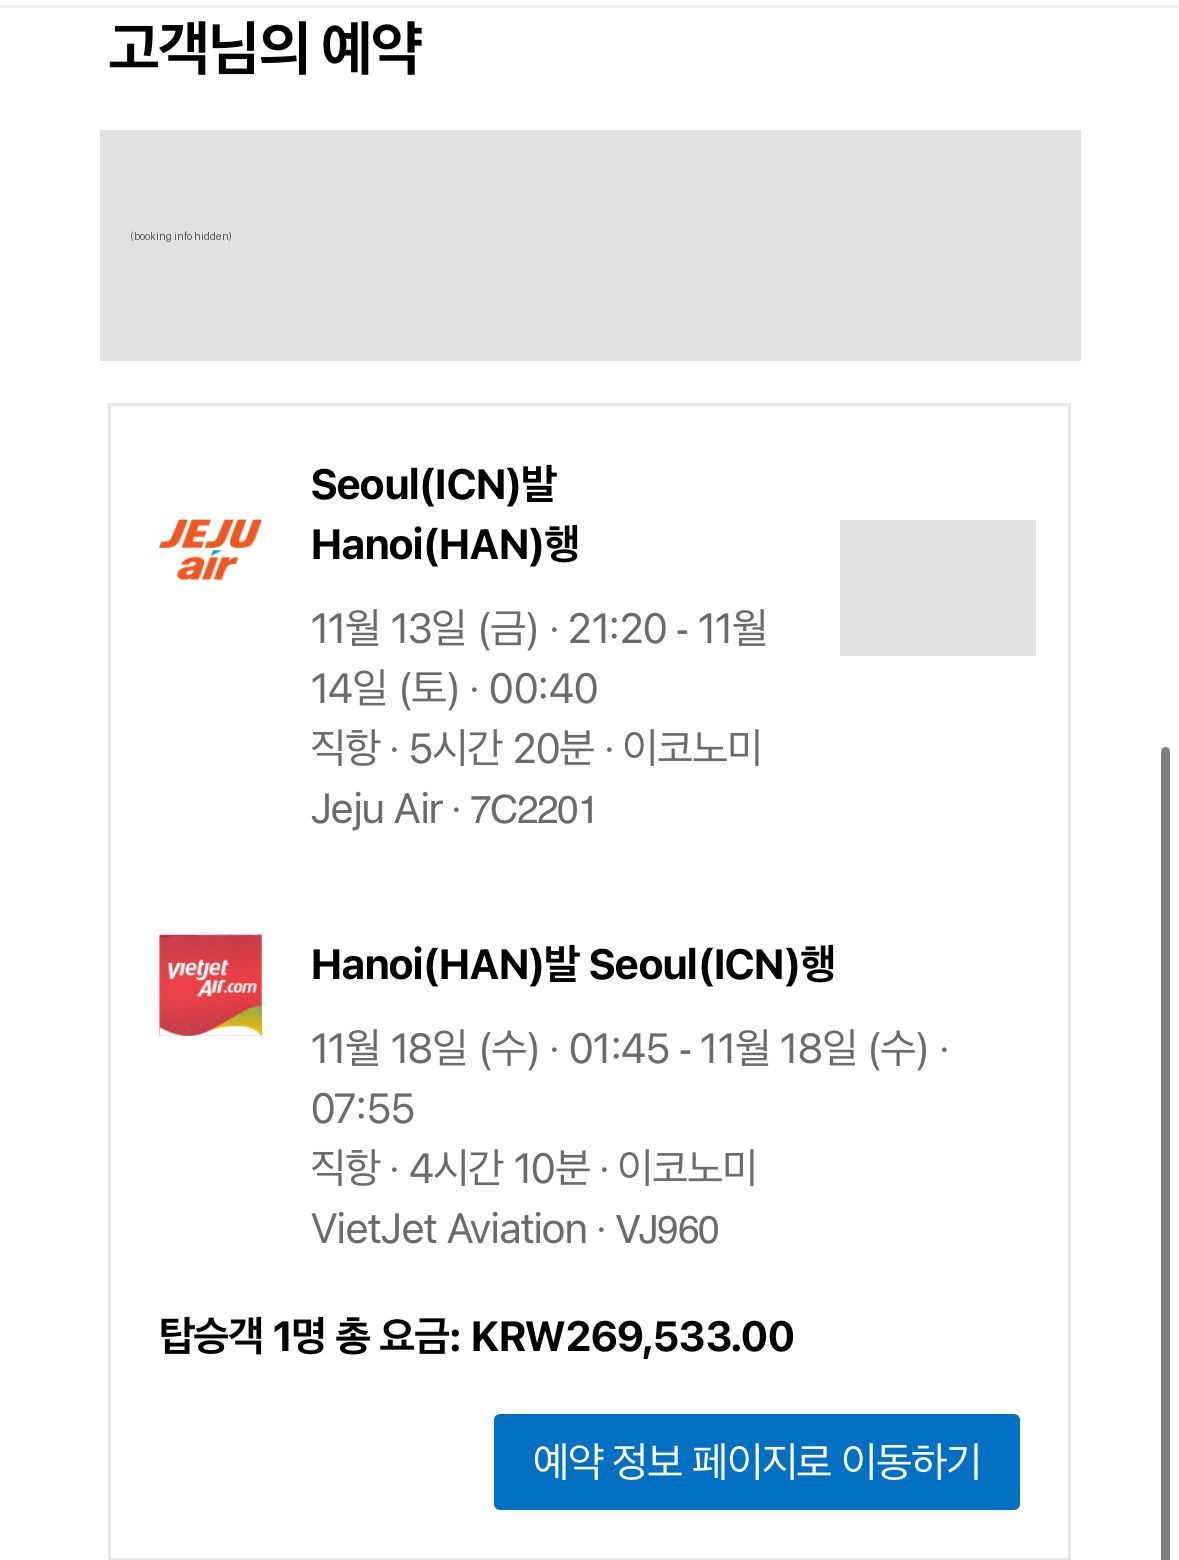 고객님의 예약
(booking info hidden)
JEJU
air
Seoul(ICN)발
Hanoi(HAN)행
11월 13일 (금) · 21:20 - 11월
14일 (토) · 00:40
직항 · 5시간 20분 · 이코노미
Jeju Air · 7C2201
vietjet
Air.com
Hanoi(HAN)발 Seoul(ICN)행
11월 18일 (수) · 01:45 - 11월 18일 (수) ·
07:55
직항 · 4시간 10분 · 이코노미
VietJet Aviation · VJ960
탑승객 1명 총 요금: KRW269,533.00
예약 정보 페이지로 이동하기